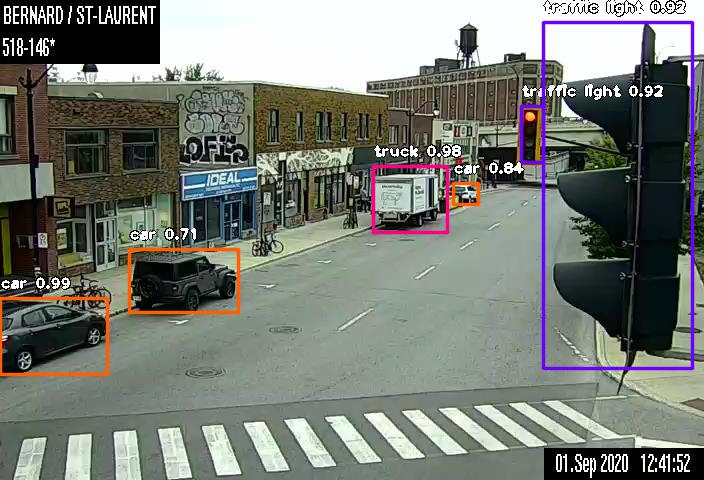 BERNARD / ST-LAURENT
518-146*
traffic light 0.92
traffic light 0.92
truck 0.98
car 0.84
IDEAL
car 0.71
car 0.99
01.Sep 2020 12:41:52